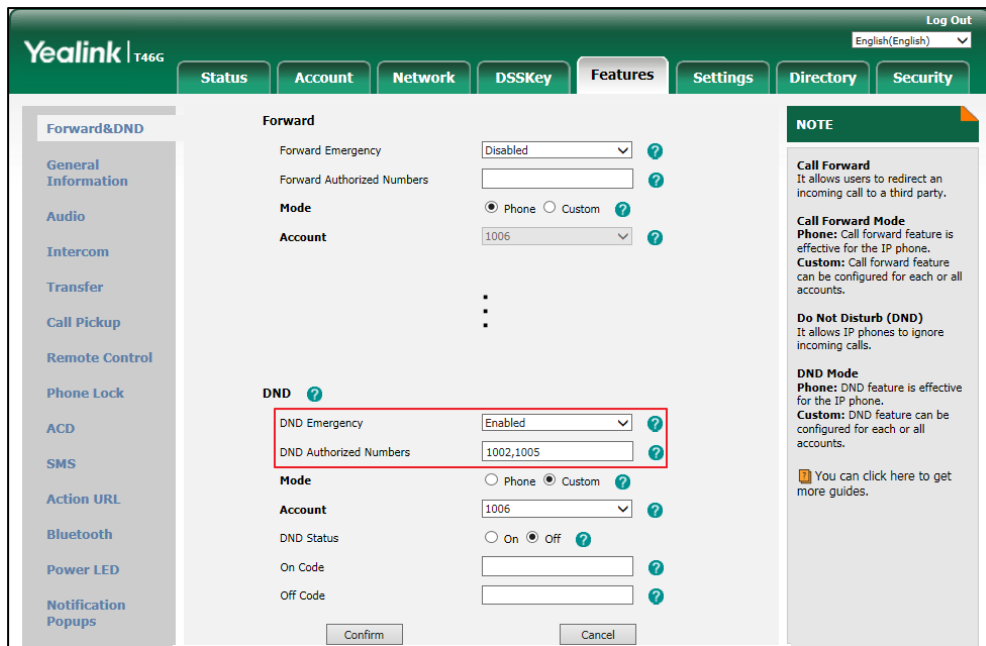 Log Out
English(English)
Yealink | T46G
Status Account Network DSSKey Features Settings Directory Security
Forward&DND
General
Information
Audio
Intercom
Transfer
Call Pickup
Remote Control
Phone Lock
ACD
SMS
Action URL
Bluetooth
Power LED
Notification
Popups
Forward
Forward Emergency Disabled ?
Forward Authorized Numbers ?
Mode Phone Custom ?
Account 1006 ?
DND ?
DND Emergency Enabled ?
DND Authorized Numbers 1002,1005 ?
Mode Phone Custom ?
Account 1006 ?
DND Status On Off ?
On Code ?
Off Code ?
Confirm Cancel
NOTE
Call Forward
It allows users to redirect an
incoming call to a third party.
Call Forward Mode
Phone: Call forward feature is
effective for the IP phone.
Custom: Call forward feature
can be configured for each or all
accounts.
Do Not Disturb (DND)
It allows IP phones to ignore
incoming calls.
DND Mode
Phone: DND feature is effective
for the IP phone.
Custom: DND feature can be
configured for each or all
accounts.
? You can click here to get
more guides.